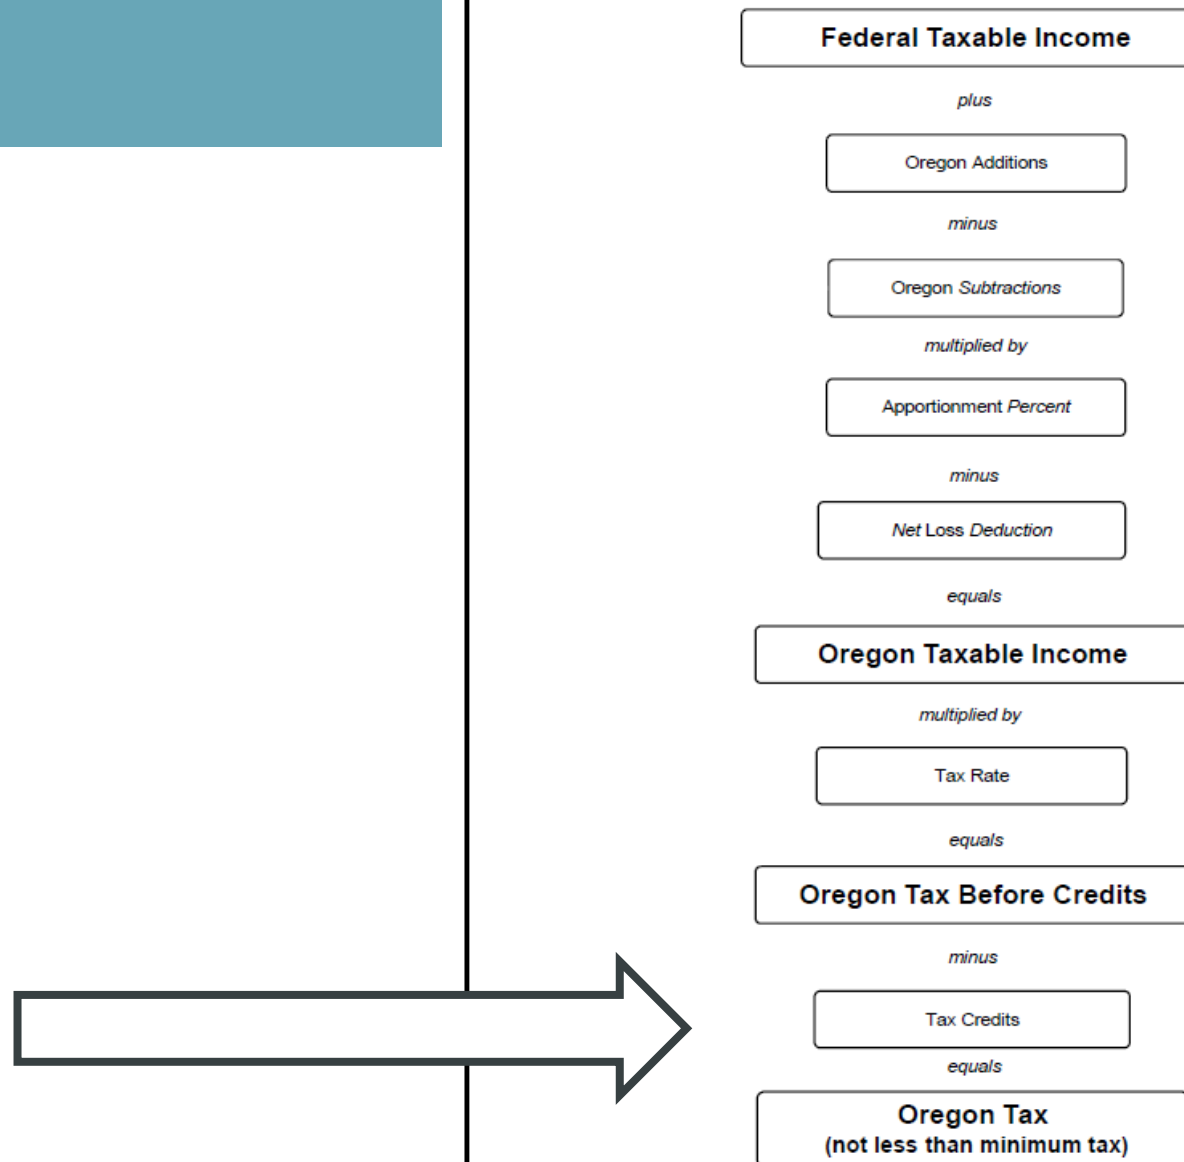 Federal Taxable Income
plus
Oregon Additions
minus
Oregon Subtractions
multiplied by
Apportionment Percent
minus
Net Loss Deduction
equals
Oregon Taxable Income
multiplied by
Tax Rate
equals
Oregon Tax Before Credits
minus
Tax Credits
equals
Oregon Tax
(not less than minimum tax)